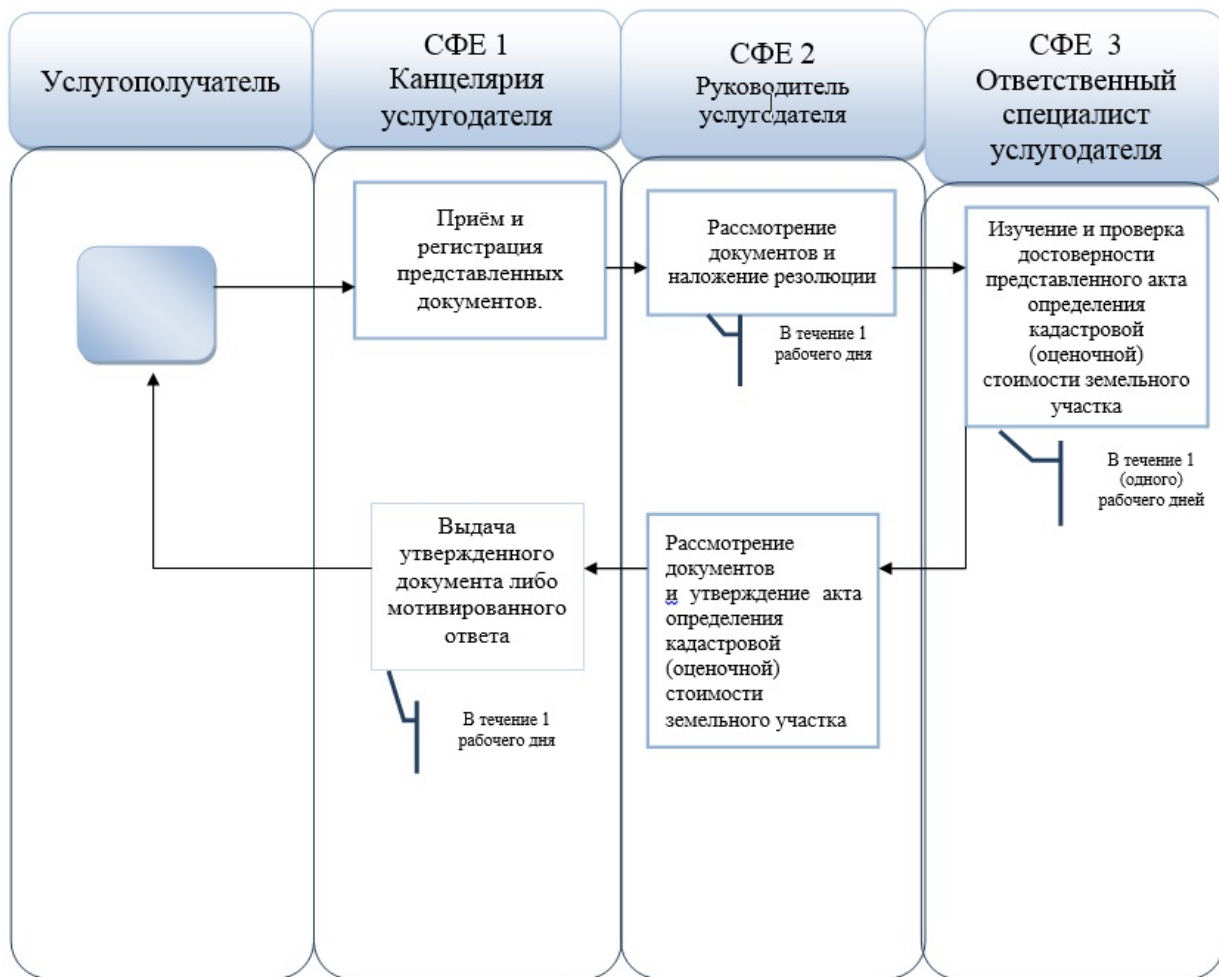 Услугополучатель
СФЕ 1
Канцелярия
услугодателя
СФЕ 2
Руководитель
услугодателя
СФЕ 3
Ответственный
специалист
услугодателя
Приём и
регистрация
представленных
документов.
Рассмотрение
документов и
наложение резолюции
В течение 1
рабочего дня
Изучение и проверка
достоверности
представленного акта
определения
кадастровой
(оценочной)
стоимости земельного
участка
В течение 1
(одного)
рабочего дней
Рассмотрение
документов
и утверждение акта
определения
кадастровой
(оценочной)
стоимости
земельного участка
Выдача
утвержденного
документа либо
мотивированного
ответа
В течение 1
рабочего дня